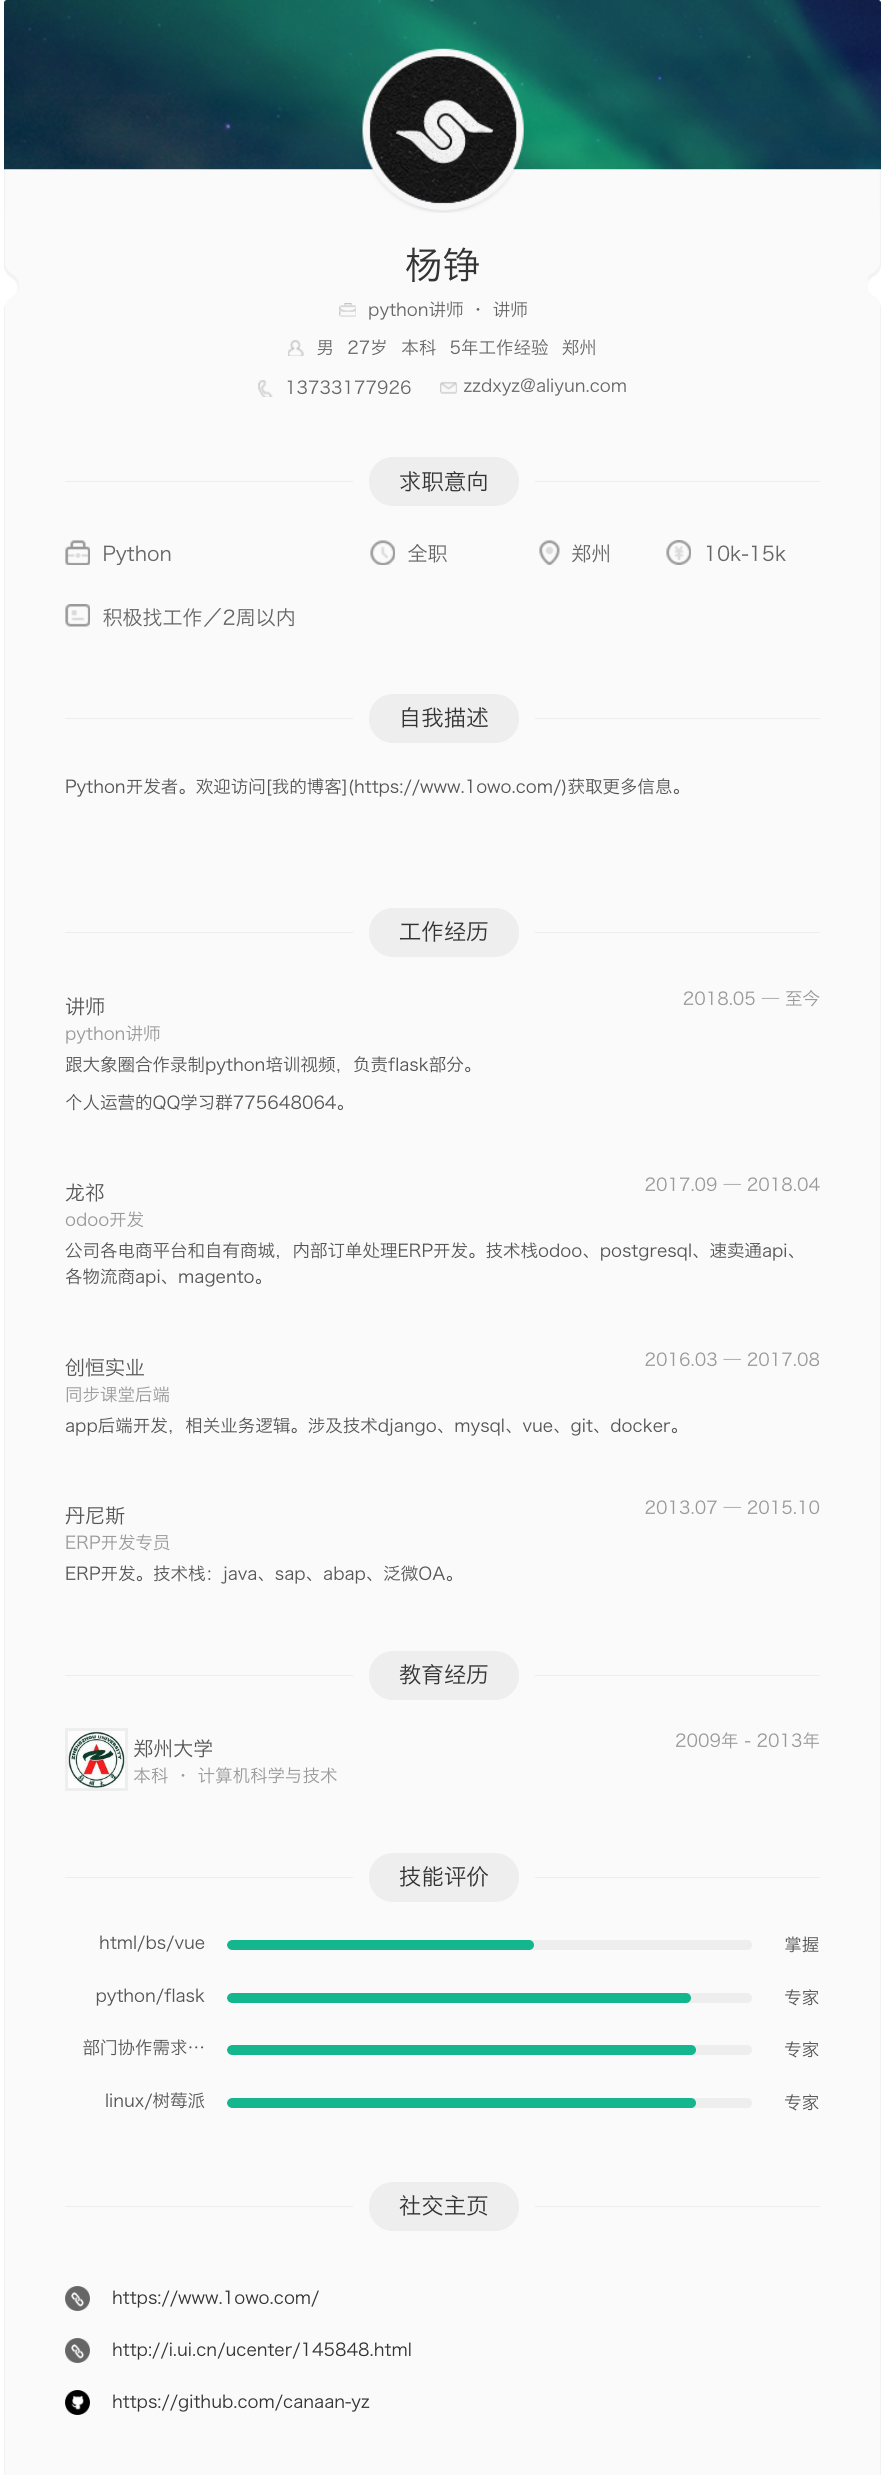 杨铮
python讲师 · 讲师
男 27岁 本科 5年工作经验 郑州
13733177926 zzdxyz@aliyun.com
求职意向
Python 全职 郑州 10k-15k
积极找工作／2周以内
自我描述
Python开发者。欢迎访问[我的博客](https://www.1owo.com/)获取更多信息。
工作经历
讲师 2018.05 — 至今
python讲师
跟大象圈合作录制python培训视频，负责flask部分。
个人运营的QQ学习群775648064。
龙祁 2017.09 — 2018.04
odoo开发
公司各电商平台和自有商城，内部订单处理ERP开发。技术栈odoo、postgresql、速卖通api、
各物流商api、magento。
创恒实业 2016.03 — 2017.08
同步课堂后端
app后端开发，相关业务逻辑。涉及技术django、mysql、vue、git、docker。
丹尼斯 2013.07 — 2015.10
ERP开发专员
ERP开发。技术栈：java、sap、abap、泛微OA。
教育经历
ZHENGZHOU UNIVERSITY
郑州大学 2009年 - 2013年
本科 · 计算机科学与技术
技能评价
html/bs/vue 掌握
python/flask 专家
部门协作需求… 专家
linux/树莓派 专家
社交主页
https://www.1owo.com/
http://i.ui.cn/ucenter/145848.html
https://github.com/canaan-yz